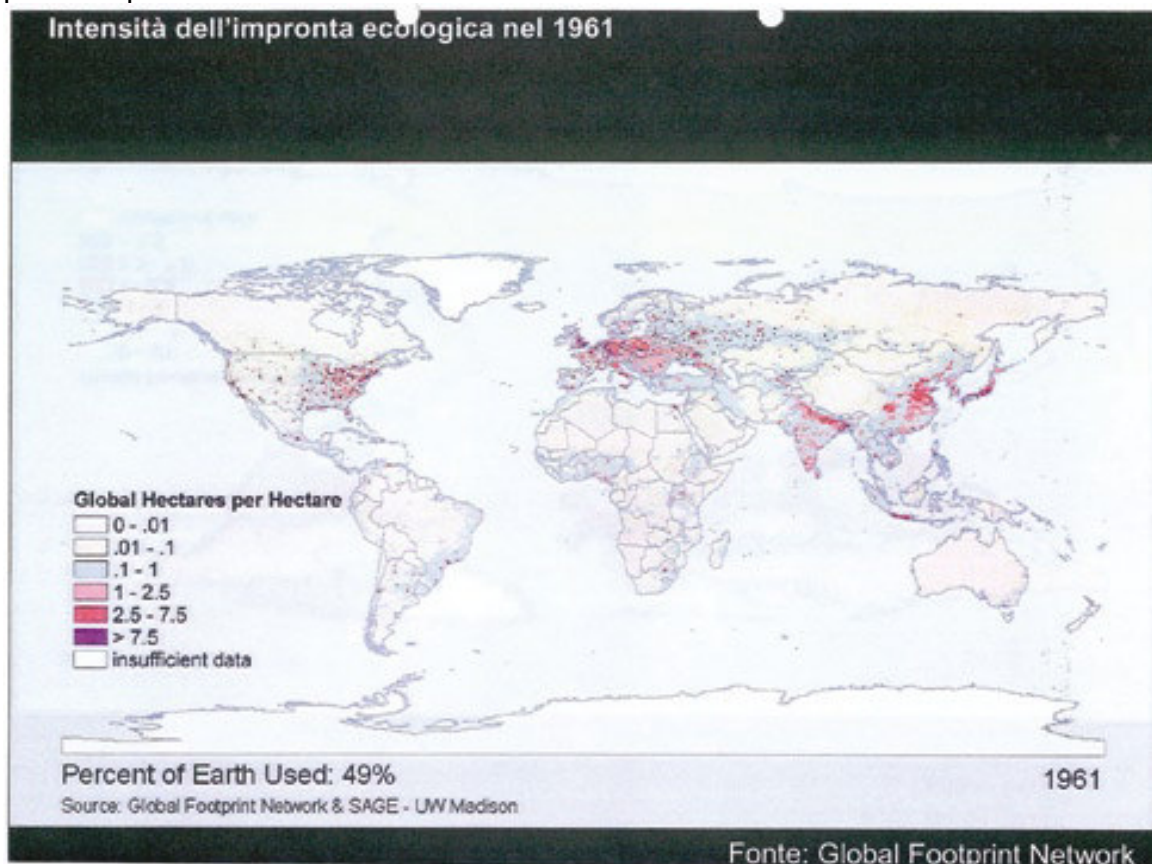 Intensità dell'impronta ecologica nel 1961
Global Hectares per Hectare
0 - .01
.01 - .1
.1 - 1
1 - 2.5
2.5 - 7.5
> 7.5
insufficient data
Percent of Earth Used: 49%
1961
Source: Global Footprint Network & SAGE - UW Madison
Fonte: Global Footprint Network